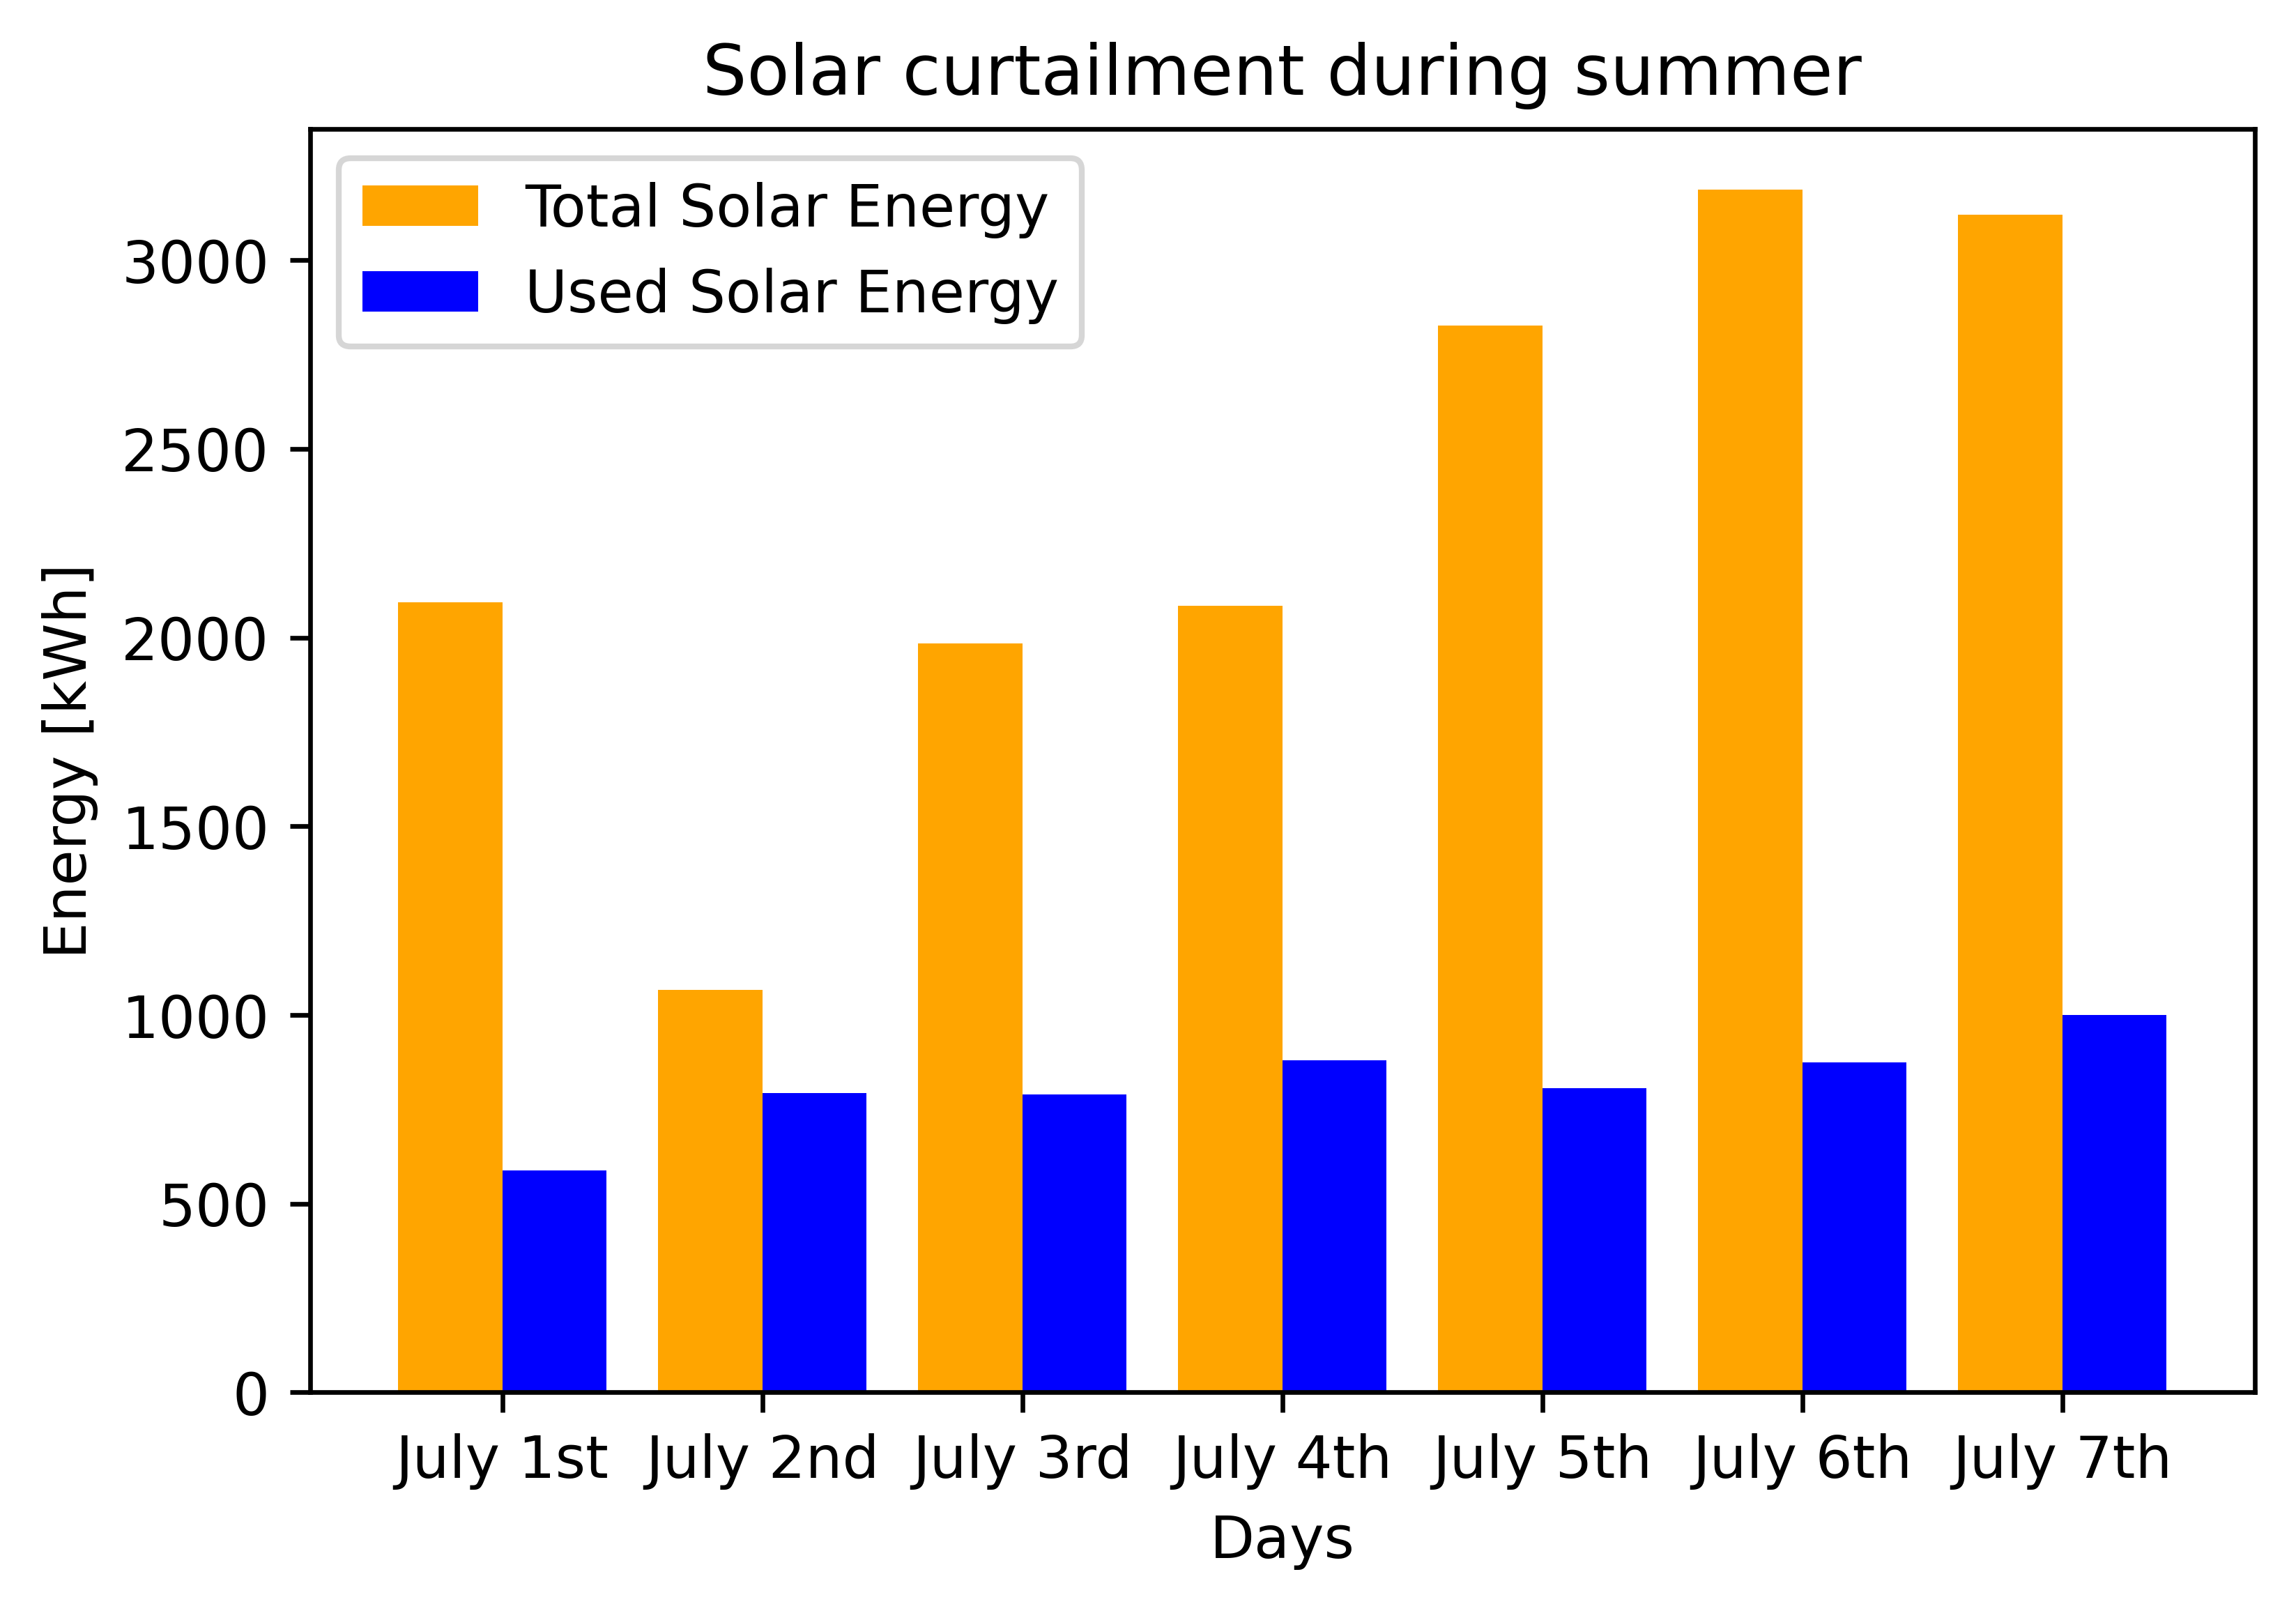 Solar curtailment during summer
Total Solar Energy
Used Solar Energy
Energy [kWh]
3000
2500
2000
1500
1000
500
0
July 1st July 2nd July 3rd July 4th July 5th July 6th July 7th
Days